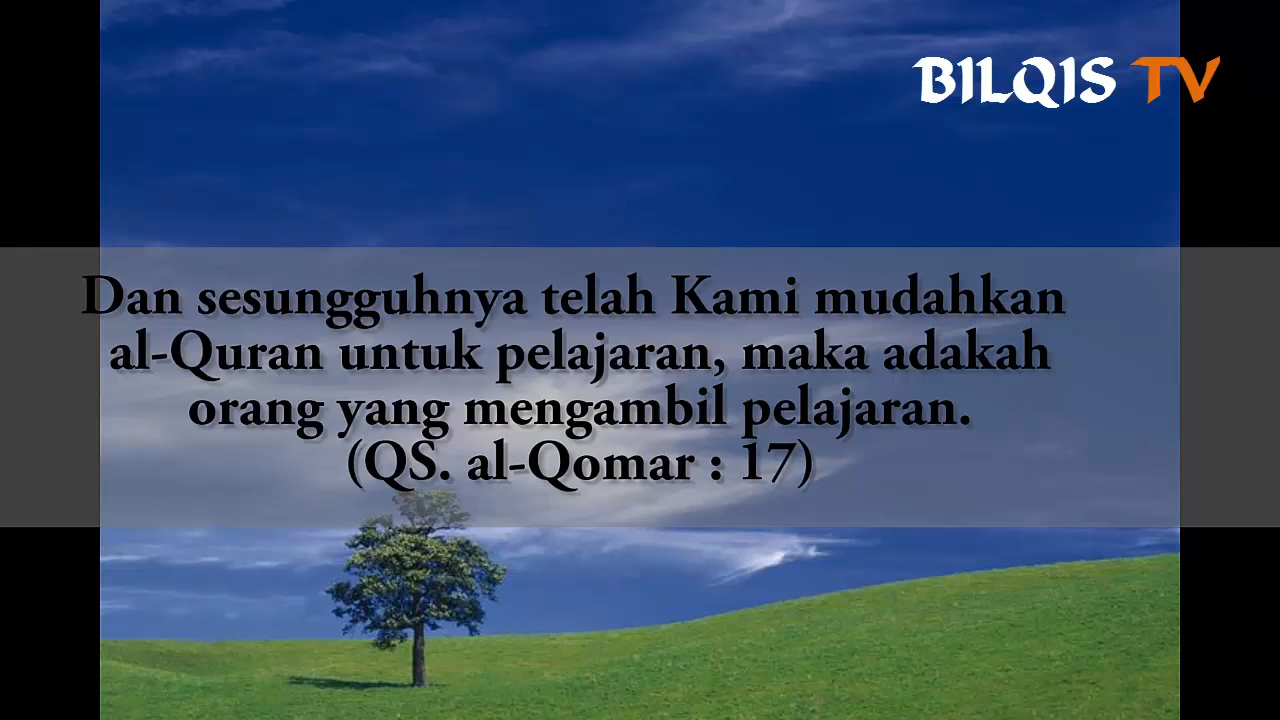 BILQIS TV
Dan sesungguhnya telah Kami mudahkan
al-Quran untuk pelajaran, maka adakah
orang yang mengambil pelajaran.
(QS. al-Qomar : 17)